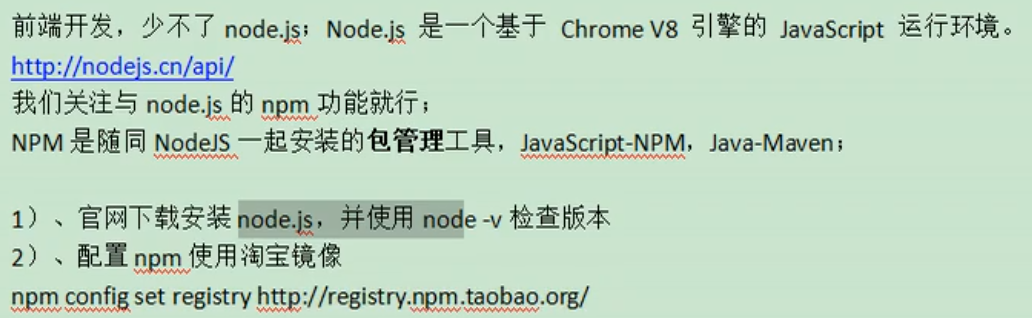 前端开发，少不了 node.js；Node.js 是一个基于 Chrome V8 引擎的 JavaScript 运行环境。
http://nodejs.cn/api/
我们关注与 node.js 的 npm 功能就行；
NPM 是随同 NodeJS 一起安装的包管理工具，JavaScript-NPM，Java-Maven；
1）、官网下载安装 node.js，并使用 node -v 检查版本
2）、配置 npm 使用淘宝镜像
npm config set registry http://registry.npm.taobao.org/